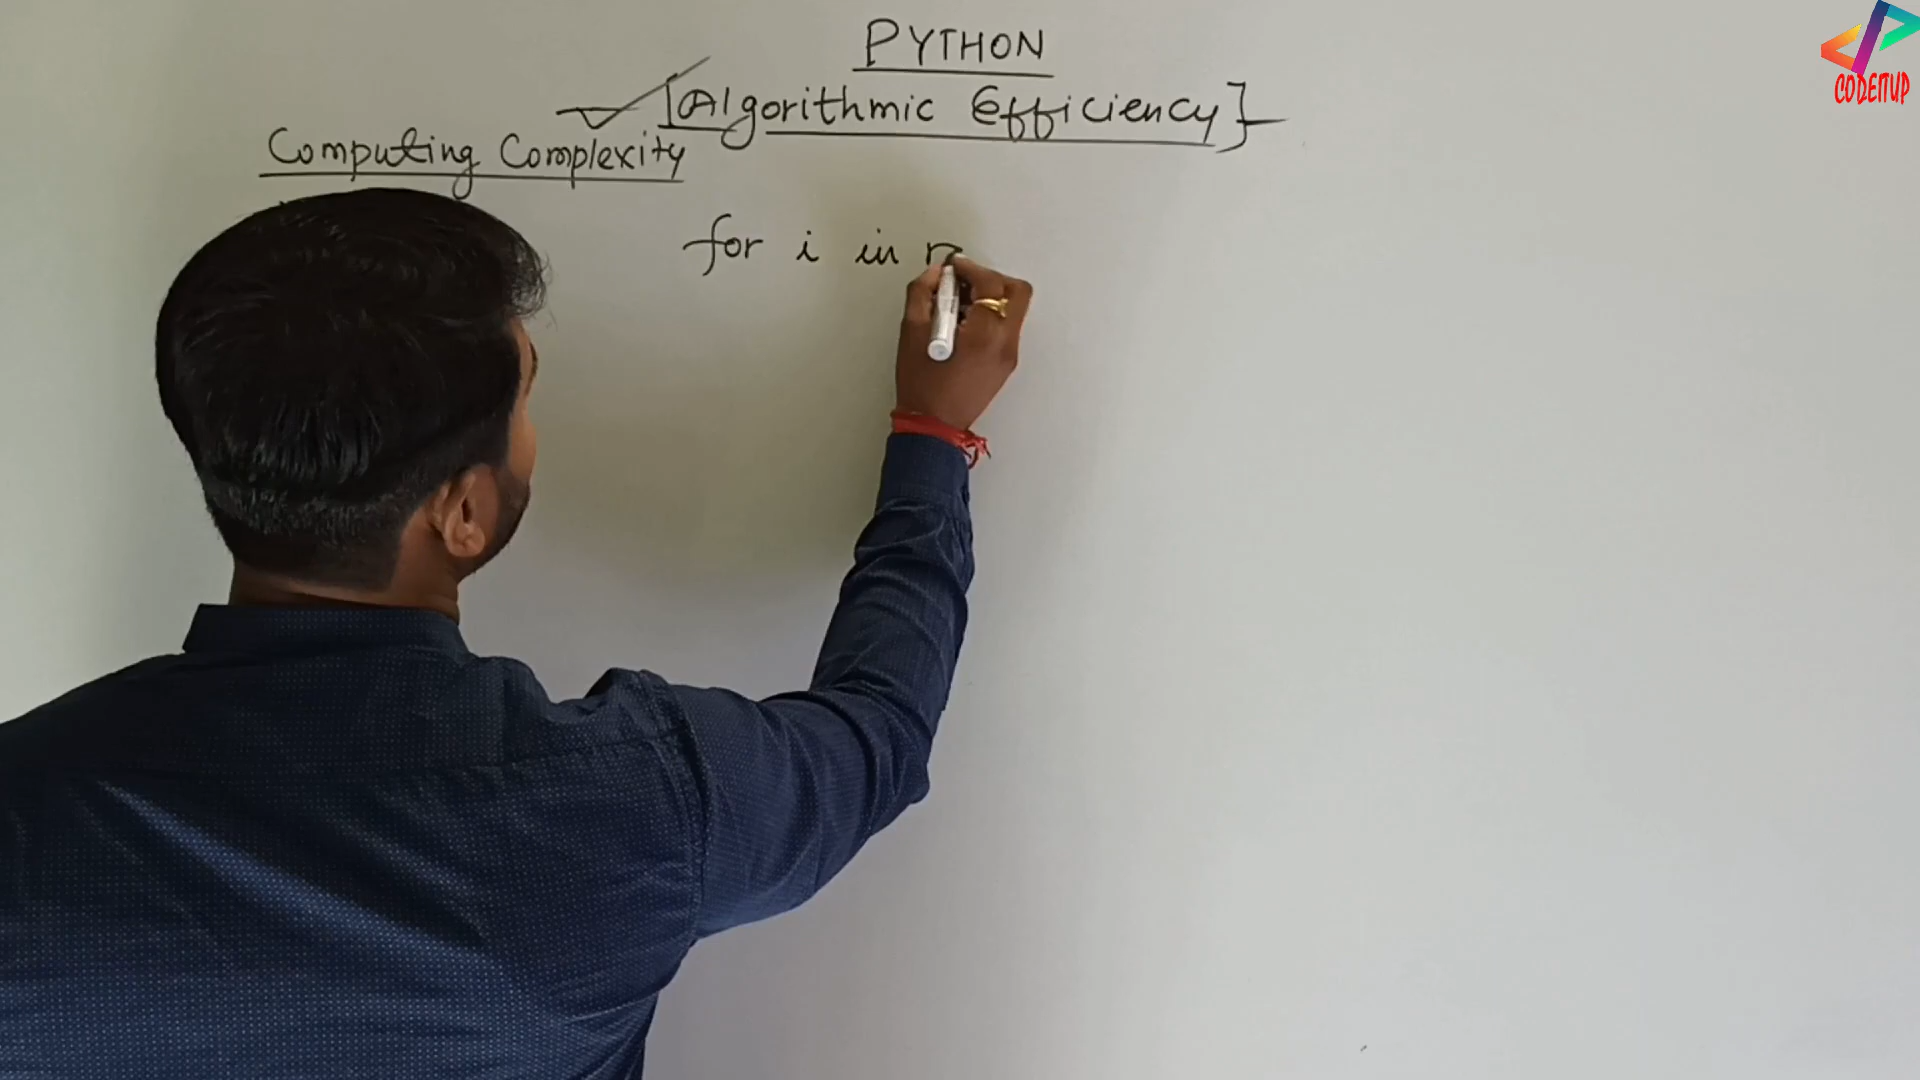 PYTHON
[Algorithmic Efficiency]
Computing Complexity
for i in r
CODEITUP